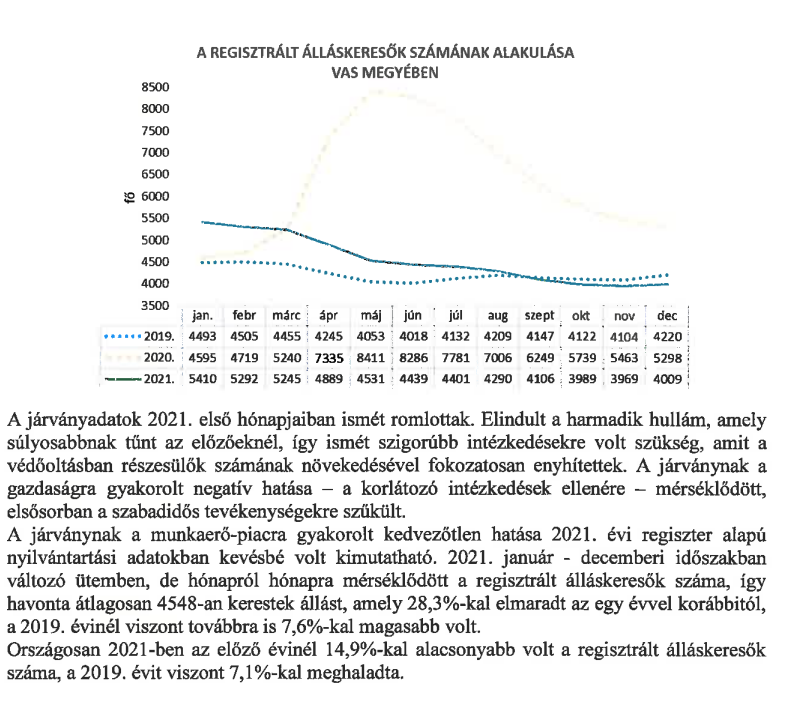 A REGISZTRÁLT ÁLLÁSKERESŐK SZÁMÁNAK ALAKULÁSA
VAS MEGYÉBEN
8500
8000
7500
7000
6500
6000
5500
5000
4500
4000
3500
fő
jan. febr márc ápr máj jún júl aug szept okt nov dec
2019. 4493 4505 4455 4245 4053 4018 4132 4209 4147 4122 4104 4220
2020. 4595 4719 5240 7335 8411 8286 7781 7006 6249 5739 5463 5298
2021. 5410 5292 5245 4889 4531 4439 4401 4290 4106 3989 3969 4009
A járványadatok 2021. első hónapjaiban ismét romlottak. Elindult a harmadik hullám, amely
súlyosabbnak tűnt az előzőeknél, így ismét szigorúbb intézkedésekre volt szükség, amit a
védőoltásban részesülők számának növekedésével fokozatosan enyhítettek. A járványnak a
gazdaságra gyakorolt negatív hatása – a korlátozó intézkedések ellenére – mérséklődött,
elsősorban a szabadidős tevékenységekre szűkült.
A járványnak a munkaerő-piacra gyakorolt kedvezőtlen hatása 2021. évi regiszter alapú
nyilvántartási adatokban kevésbé volt kimutatható. 2021. január - decemberi időszakban
változó ütemben, de hónapról hónapra mérséklődött a regisztrált álláskeresők száma, így
havonta átlagosan 4548-an kerestek állást, amely 28,3%-kal elmaradt az egy évvel korábbitól,
a 2019. évinél viszont továbbra is 7,6%-kal magasabb volt.
Országosan 2021-ben az előző évinél 14,9%-kal alacsonyabb volt a regisztrált álláskeresők
száma, a 2019. évit viszont 7,1%-kal meghaladta.